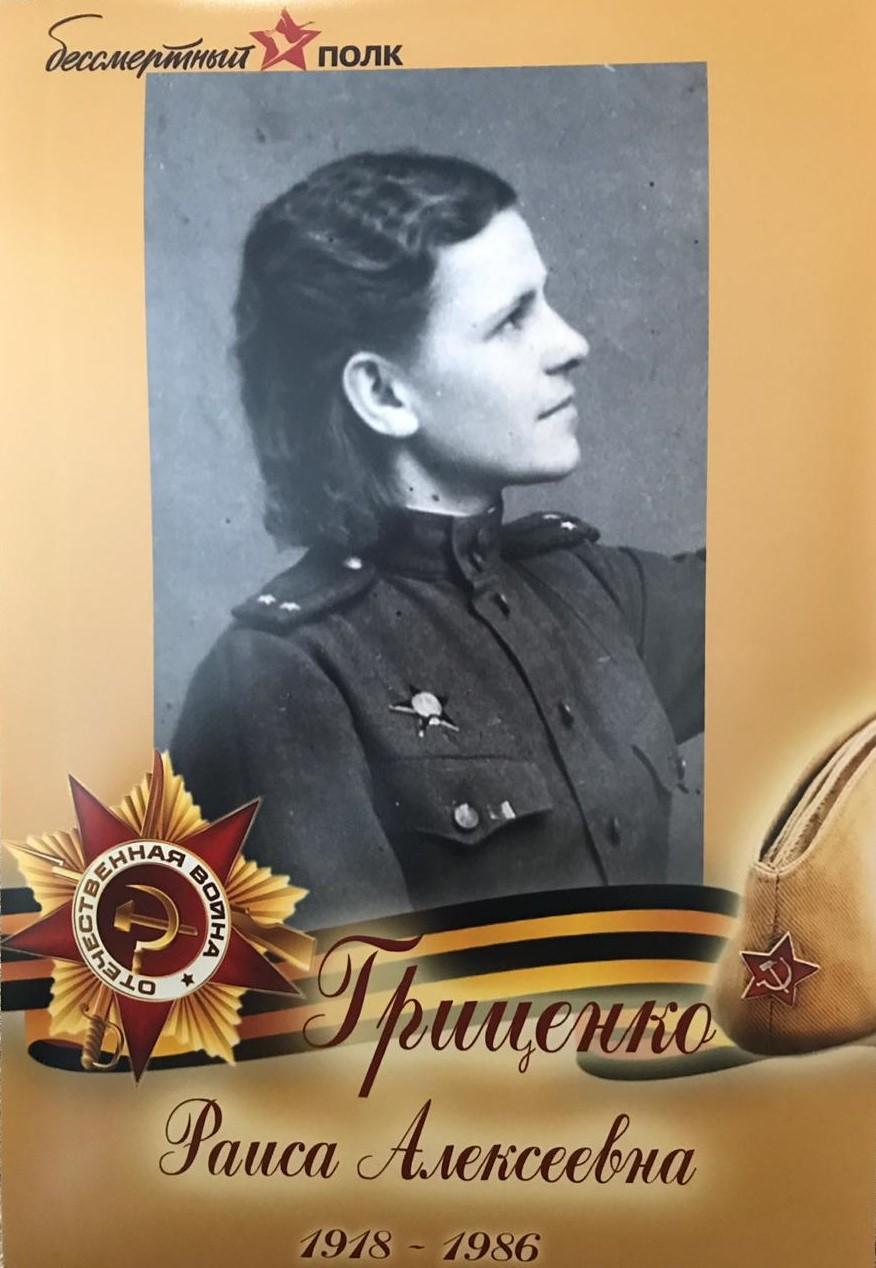 бессмертный ПОЛК
ОТЕЧЕСТВЕННАЯ ВОЙНА
Гриценко
Раиса Алексеевна
1918 - 1986